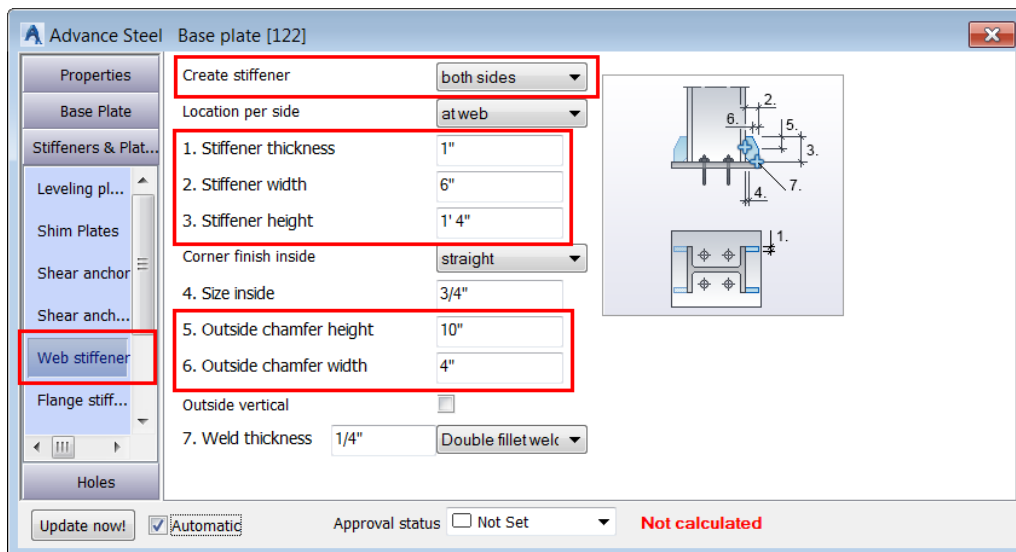 Advance Steel Base plate [122]
Properties
Base Plate
Stiffeners & Plat...
Leveling pl...
Shim Plates
Shear anchor
Shear anch...
Web stiffener
Flange stiff...
Holes
Create stiffener both sides
Location per side at web
1. Stiffener thickness 1"
2. Stiffener width 6"
3. Stiffener height 1' 4"
Corner finish inside straight
4. Size inside 3/4"
5. Outside chamfer height 10"
6. Outside chamfer width 4"
Outside vertical
7. Weld thickness 1/4" Double fillet welc
2.
6.
5.
3.
7.
4.
1.
Update now! Automatic Approval status Not Set Not calculated